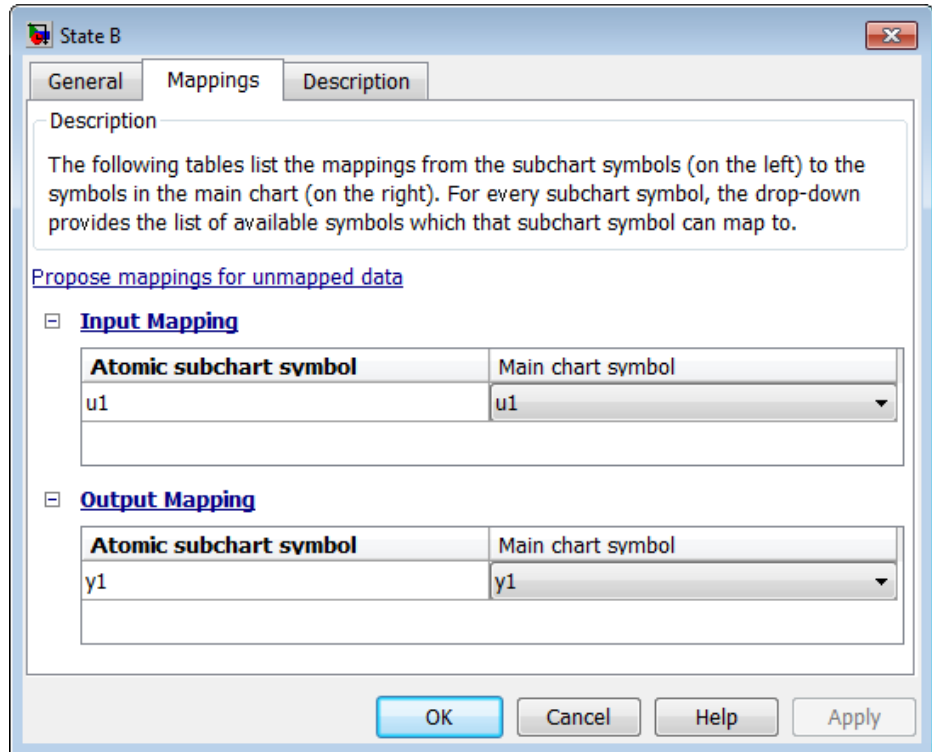 State B
General Mappings Description
Description
The following tables list the mappings from the subchart symbols (on the left) to the
symbols in the main chart (on the right). For every subchart symbol, the drop-down
provides the list of available symbols which that subchart symbol can map to.
Propose mappings for unmapped data
Input Mapping
Atomic subchart symbol Main chart symbol
u1 u1
Output Mapping
Atomic subchart symbol Main chart symbol
y1 y1
OK Cancel Help Apply